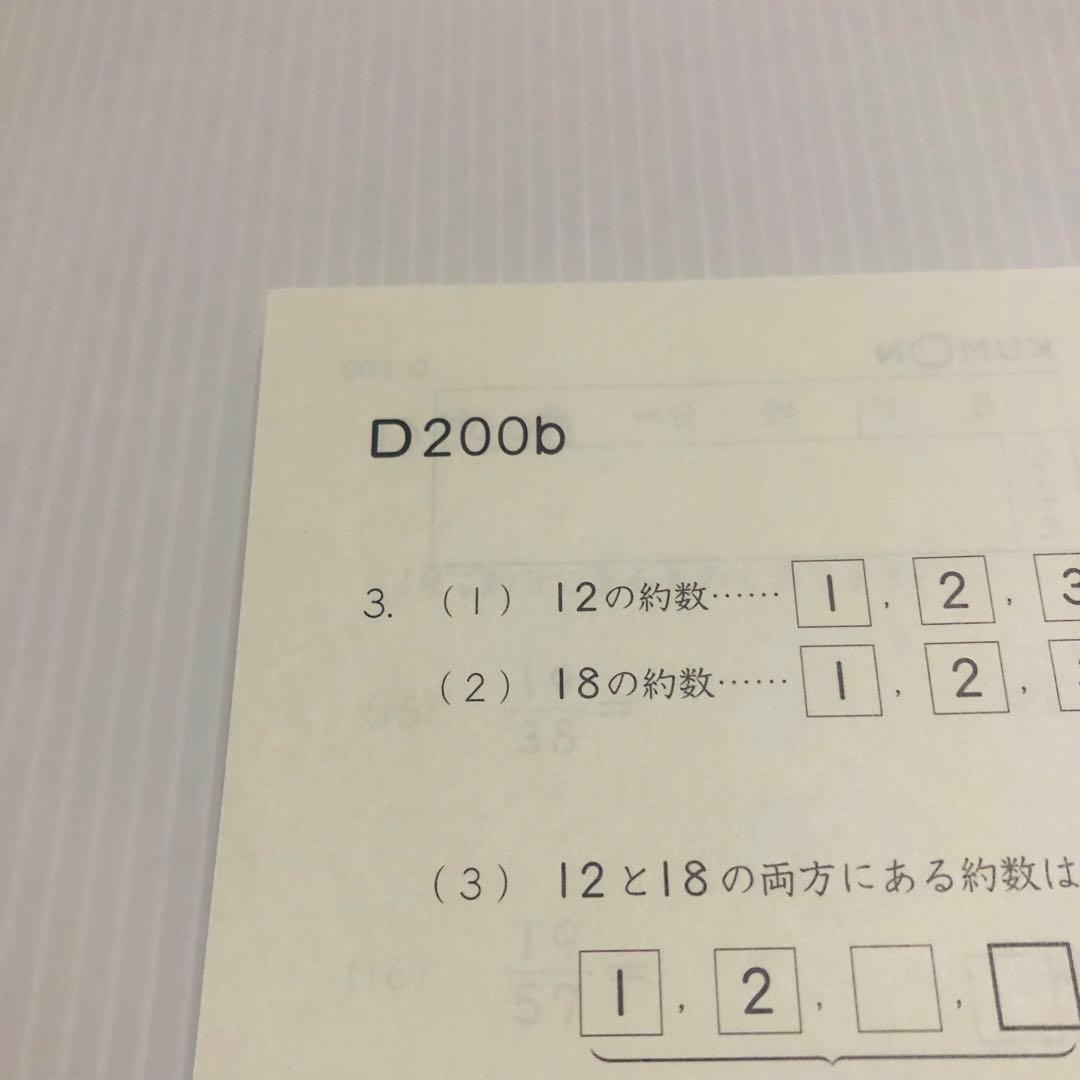 D200b
3. (1) 12の約数…… 1, 2, 3
(2) 18の約数…… 1, 2,
(3) 12と18の両方にある約数は
1, 2, ,